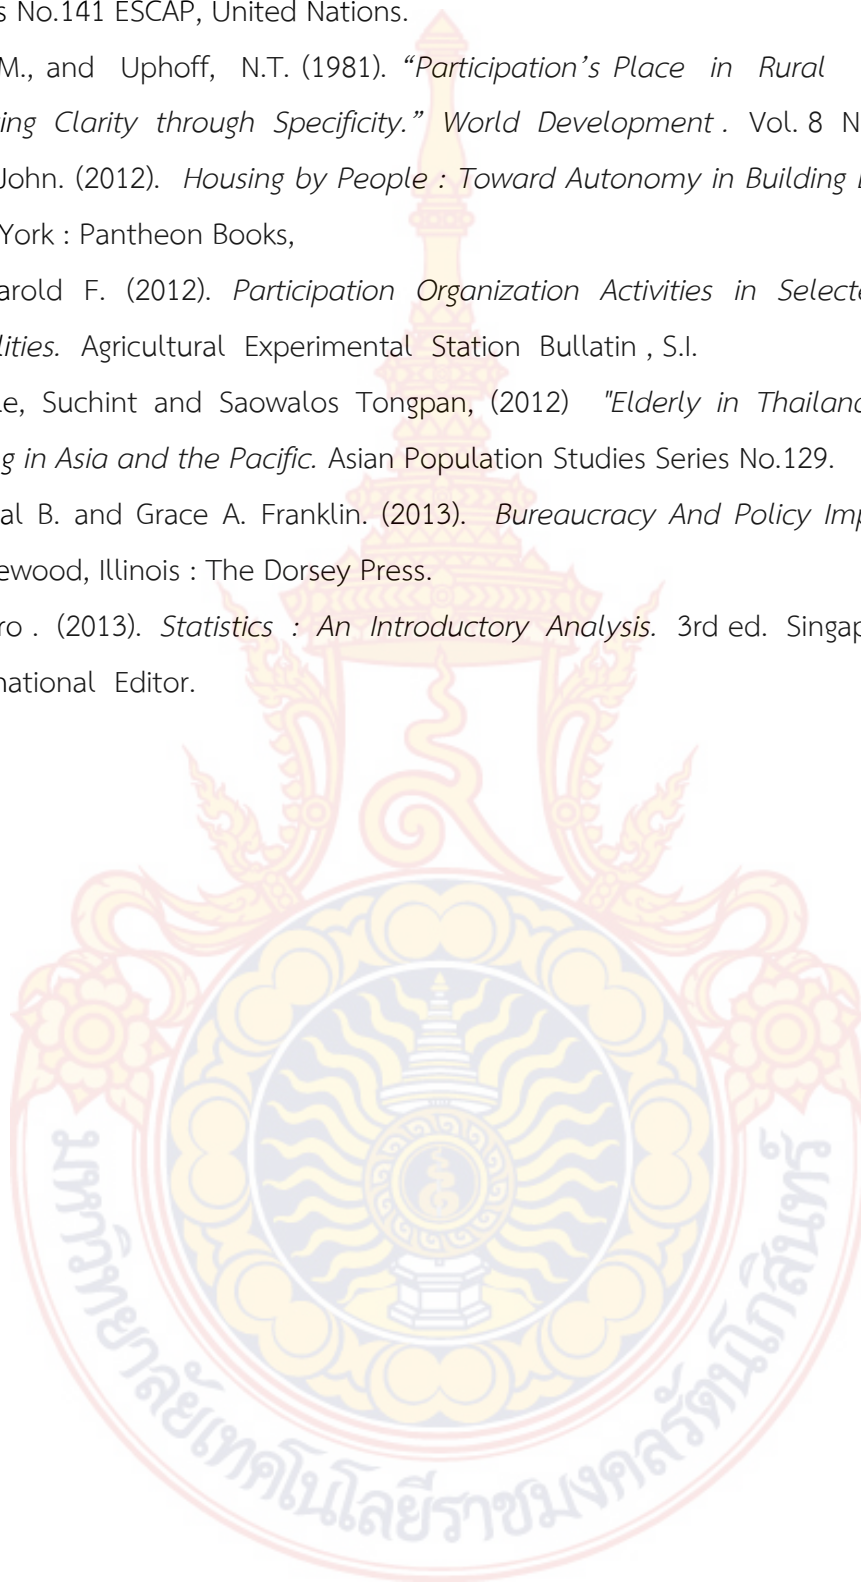 s No.141 ESCAP, United Nations.
M., and Uphoff, N.T. (1981). “Participation’s Place in Rural
ing Clarity through Specificity.” World Development . Vol. 8 N
John. (2012). Housing by People : Toward Autonomy in Building
York : Pantheon Books,
arold F. (2012). Participation Organization Activities in Selecte
lities. Agricultural Experimental Station Bullatin , S.I.
le, Suchint and Saowalos Tongpan, (2012) "Elderly in Thailand
g in Asia and the Pacific. Asian Population Studies Series No.129.
al B. and Grace A. Franklin. (2013). Bureaucracy And Policy Imp
ewood, Illinois : The Dorsey Press.
ro . (2013). Statistics : An Introductory Analysis. 3rd ed. Singap
national Editor.
มหาวิทยาลัยเทคโนโลยีราชมงคลรัตนโกสินทร์